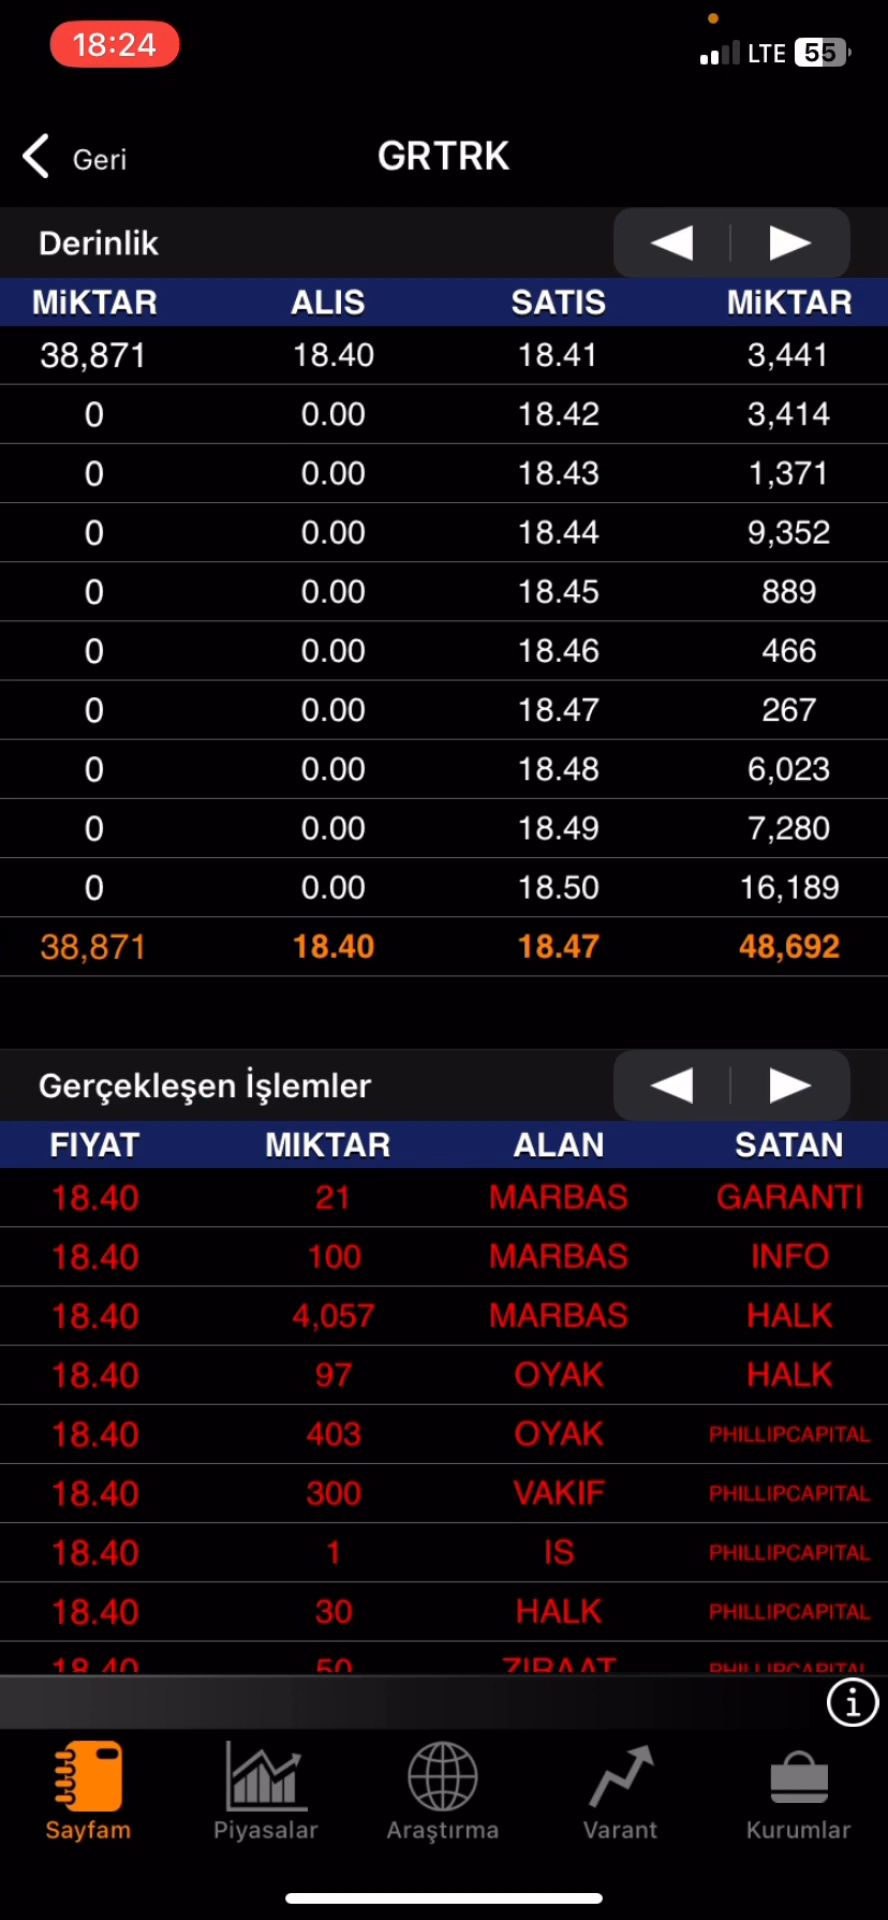 18:24 LTE 55
Geri GRTRK
Derinlik
MiKTAR ALIS SATIS MiKTAR
38,871 18.40 18.41 3,441
0 0.00 18.42 3,414
0 0.00 18.43 1,371
0 0.00 18.44 9,352
0 0.00 18.45 889
0 0.00 18.46 466
0 0.00 18.47 267
0 0.00 18.48 6,023
0 0.00 18.49 7,280
0 0.00 18.50 16,189
38,871 18.40 18.47 48,692
Gerçekleşen İşlemler
FIYAT MIKTAR ALAN SATAN
18.40 21 MARBAS GARANTI
18.40 100 MARBAS INFO
18.40 4,057 MARBAS HALK
18.40 97 OYAK HALK
18.40 403 OYAK PHILLIPCAPITAL
18.40 300 VAKIF PHILLIPCAPITAL
18.40 1 IS PHILLIPCAPITAL
18.40 30 HALK PHILLIPCAPITAL
18.40 50 ZIRAAT PHILLIPCAPITAL
Sayfam Piyasalar Araştırma Varant Kurumlar